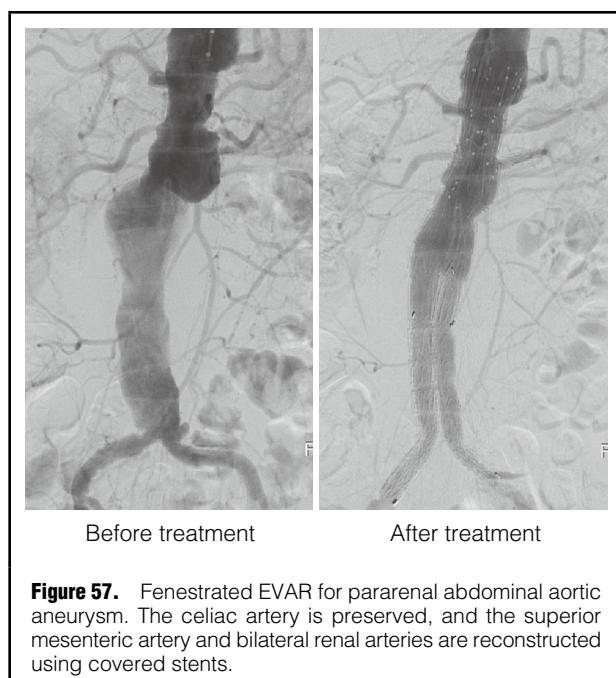 F
F
Before treatment
After treatment
Figure 57. Fenestrated EVAR for pararenal abdominal aortic
aneurysm. The celiac artery is preserved, and the superior
mesenteric artery and bilateral renal arteries are reconstructed
using covered stents.